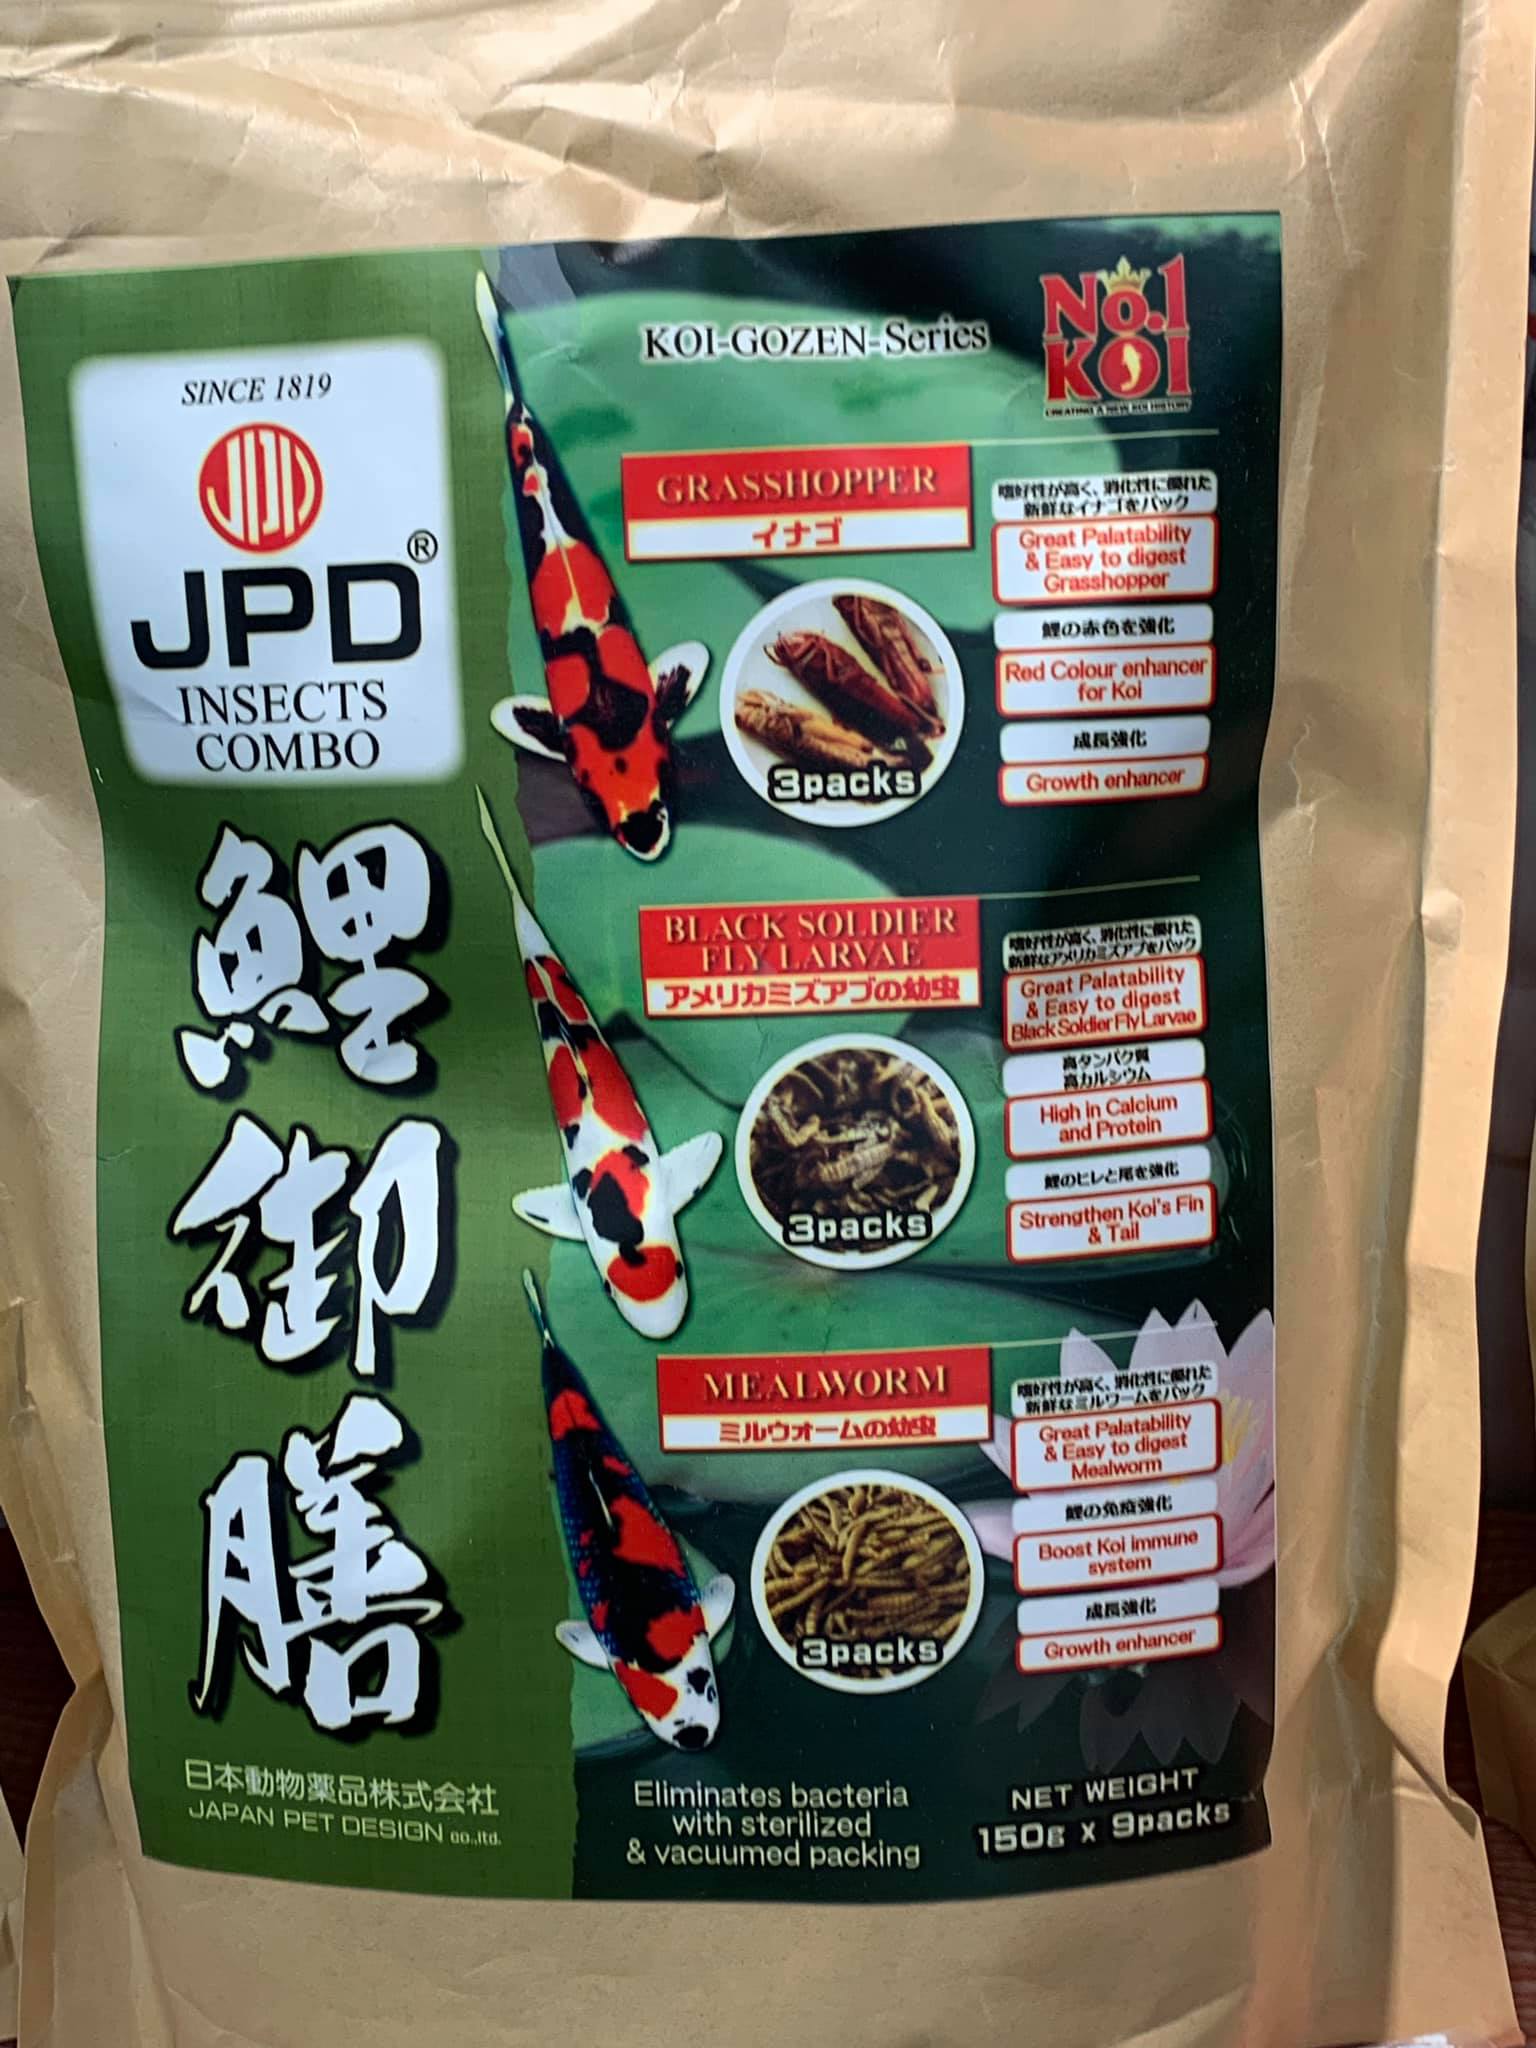 SINCE 1819
JPD®
INSECTS
COMBO
鯉御膳
日本動物薬品株式会社
JAPAN PET DESIGN co.,ltd.
KOI-GOZEN-Series
No.1
KOI
CREATING A NEW KOI HISTORY
GRASSHOPPER
イナゴ
3packs
嗜好性が高く、消化性に優れた
新鮮なイナゴをパック
Great Palatability
& Easy to digest
Grasshopper
鯉の赤色を強化
Red Colour enhancer
for Koi
成長強化
Growth enhancer
BLACK SOLDIER
FLY LARVAE
アメリカミズアブの幼虫
3packs
嗜好性が高く、消化性に優れた
新鮮なアメリカミズアブをパック
Great Palatability
& Easy to digest
Black Soldier Fly Larvae
高タンパク質
高カルシウム
High in Calcium
and Protein
鯉のヒレと尾を強化
Strengthen Koi's Fin
& Tail
MEALWORM
ミルウォームの幼虫
3packs
嗜好性が高く、消化性に優れた
新鮮なミルワームをパック
Great Palatability
& Easy to digest
Mealworm
鯉の免疫強化
Boost Koi immune
system
成長強化
Growth enhancer
Eliminates bacteria
with sterilized
& vacuumed packing
NET WEIGHT
150g x 9packs